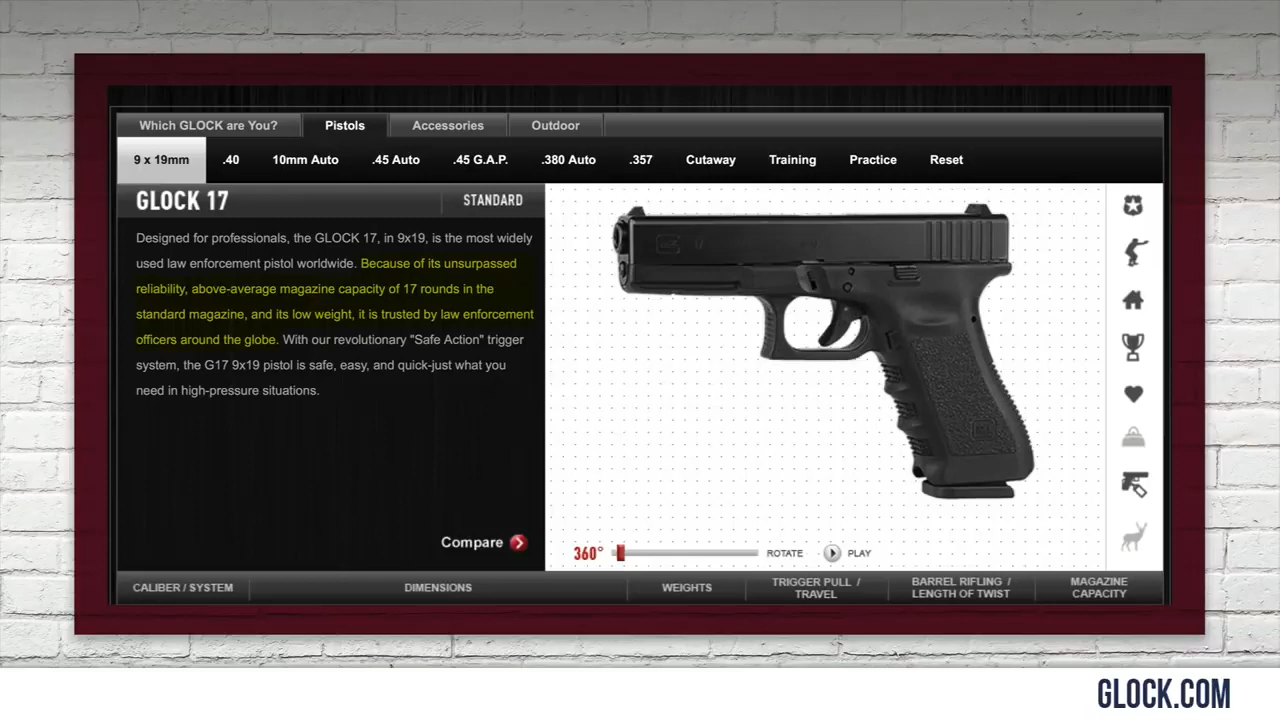 Which GLOCK are You? Pistols Accessories Outdoor
9 x 19mm .40 10mm Auto .45 Auto .45 G.A.P. .380 Auto .357 Cutaway Training Practice Reset
GLOCK 17 STANDARD
Designed for professionals, the GLOCK 17, in 9x19, is the most widely
used law enforcement pistol worldwide. Because of its unsurpassed
reliability, above-average magazine capacity of 17 rounds in the
standard magazine, and its low weight, it is trusted by law enforcement
officers around the globe. With our revolutionary "Safe Action" trigger
system, the G17 9x19 pistol is safe, easy, and quick-just what you
need in high-pressure situations.
Compare
360° ROTATE PLAY
CALIBER / SYSTEM DIMENSIONS WEIGHTS TRIGGER PULL / TRAVEL BARREL RIFLING / LENGTH OF TWIST MAGAZINE CAPACITY
GLOCK.COM